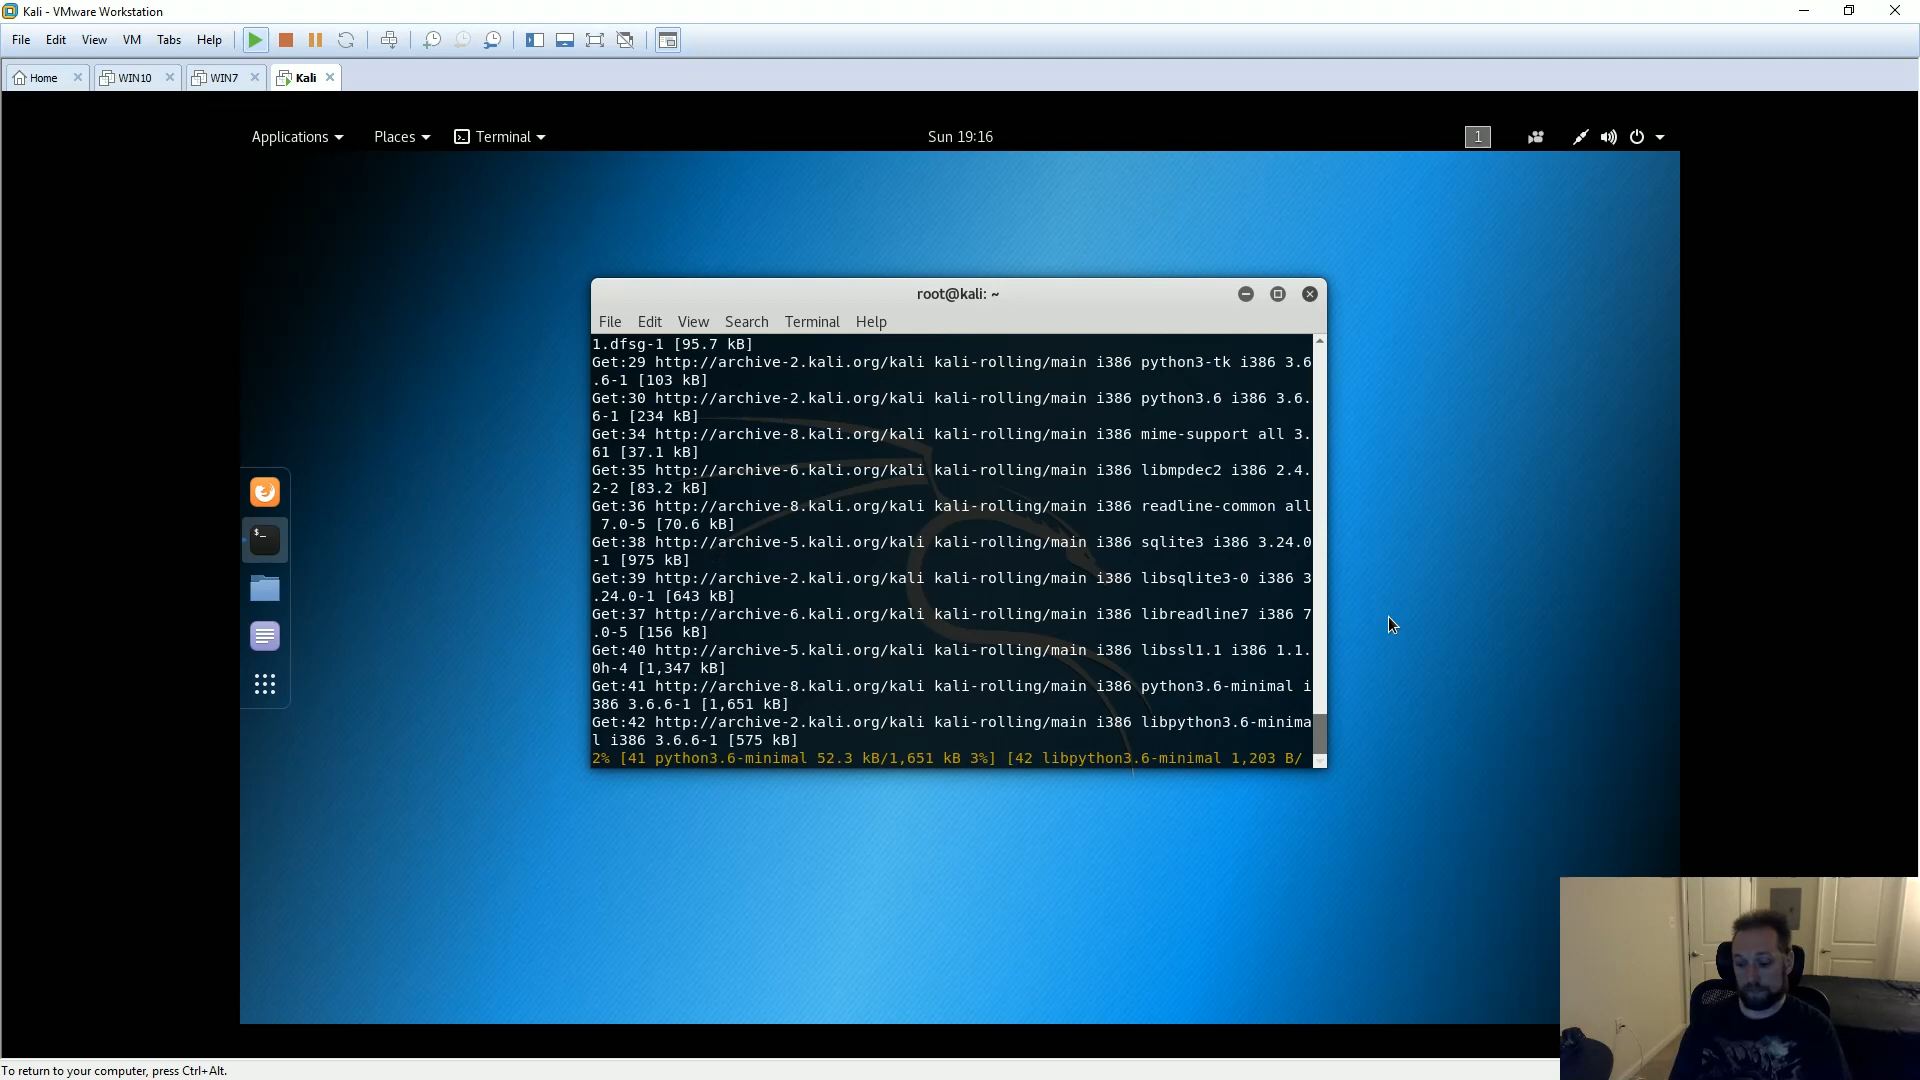 Kali - VMware Workstation
File Edit View VM Tabs Help
Home WIN10 WIN7 Kali
Applications Places Terminal Sun 19:16 1
root@kali: ~
File Edit View Search Terminal Help
1.dfsg-1 [95.7 kB]
Get:29 http://archive-2.kali.org/kali kali-rolling/main i386 python3-tk i386 3.6
.6-1 [103 kB]
Get:30 http://archive-2.kali.org/kali kali-rolling/main i386 python3.6 i386 3.6.
6-1 [234 kB]
Get:34 http://archive-8.kali.org/kali kali-rolling/main i386 mime-support all 3.
61 [37.1 kB]
Get:35 http://archive-6.kali.org/kali kali-rolling/main i386 libmpdec2 i386 2.4.
2-2 [83.2 kB]
Get:36 http://archive-8.kali.org/kali kali-rolling/main i386 readline-common all
7.0-5 [70.6 kB]
Get:38 http://archive-5.kali.org/kali kali-rolling/main i386 sqlite3 i386 3.24.0
-1 [975 kB]
Get:39 http://archive-2.kali.org/kali kali-rolling/main i386 libsqlite3-0 i386 3
.24.0-1 [643 kB]
Get:37 http://archive-6.kali.org/kali kali-rolling/main i386 libreadline7 i386 7
.0-5 [156 kB]
Get:40 http://archive-5.kali.org/kali kali-rolling/main i386 libssl1.1 i386 1.1.
0h-4 [1,347 kB]
Get:41 http://archive-8.kali.org/kali kali-rolling/main i386 python3.6-minimal i
386 3.6.6-1 [1,651 kB]
Get:42 http://archive-2.kali.org/kali kali-rolling/main i386 libpython3.6-minima
l i386 3.6.6-1 [575 kB]
2% [41 python3.6-minimal 52.3 kB/1,651 kB 3%] [42 libpython3.6-minimal 1,203 B/
$_
To return to your computer, press Ctrl+Alt.